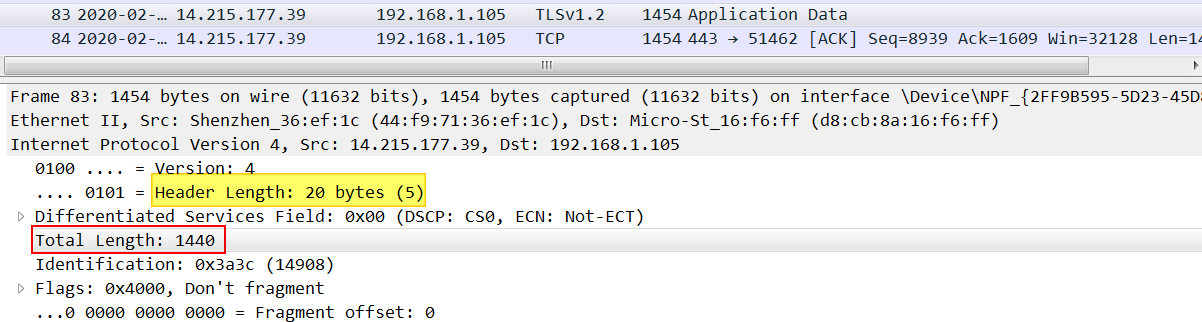 83 2020-02-… 14.215.177.39 192.168.1.105 TLSv1.2 1454 Application Data
84 2020-02-… 14.215.177.39 192.168.1.105 TCP 1454 443 → 51462 [ACK] Seq=8939 Ack=1609 Win=32128 Len=14
Frame 83: 1454 bytes on wire (11632 bits), 1454 bytes captured (11632 bits) on interface \Device\NPF_{2FF9B595-5D23-45D8
Ethernet II, Src: Shenzhen_36:ef:1c (44:f9:71:36:ef:1c), Dst: Micro-St_16:f6:ff (d8:cb:8a:16:f6:ff)
Internet Protocol Version 4, Src: 14.215.177.39, Dst: 192.168.1.105
0100 .... = Version: 4
.... 0101 = Header Length: 20 bytes (5)
Differentiated Services Field: 0x00 (DSCP: CS0, ECN: Not-ECT)
Total Length: 1440
Identification: 0x3a3c (14908)
Flags: 0x4000, Don't fragment
...0 0000 0000 0000 = Fragment offset: 0